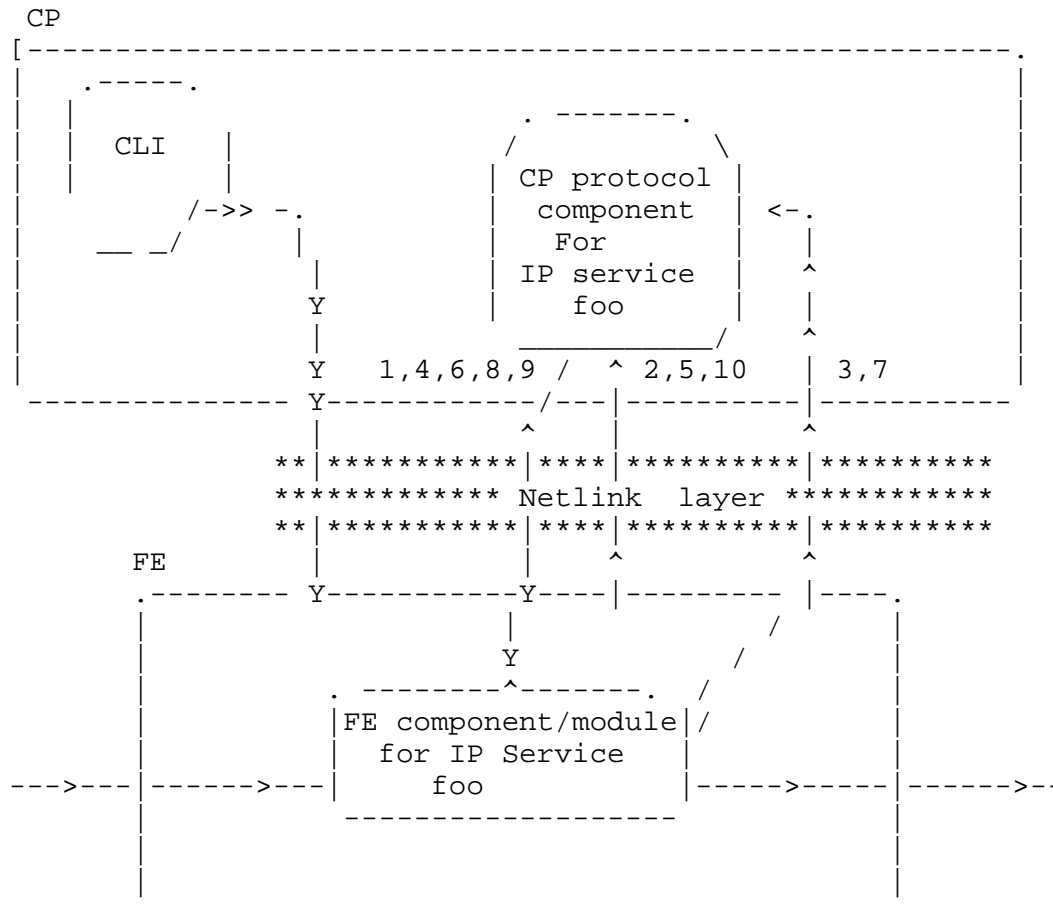 CP
CLI
CP protocol
component
For
IP service
foo
1,4,6,8,9
2,5,10
3,7
Netlink layer
FE
FE component/module
for IP Service
foo